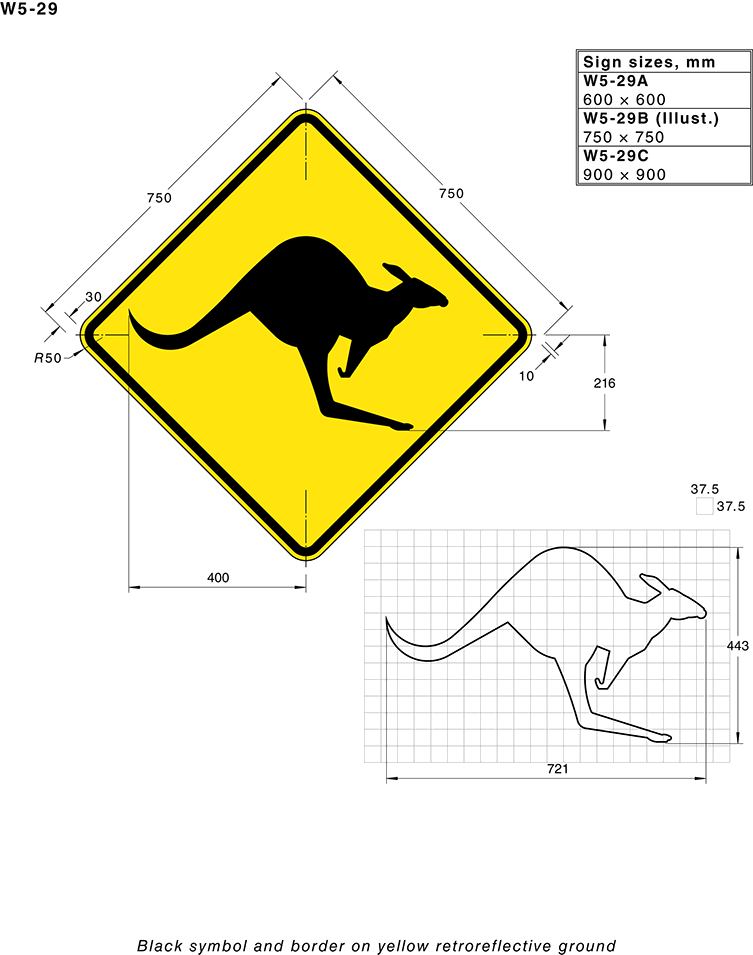 W5-29
Sign sizes, mm
W5-29A
600 × 600
W5-29B (Illust.)
750 × 750
W5-29C
900 × 900
750
750
30
R50
10
216
400
37.5
37.5
443
721
Black symbol and border on yellow retroreflective ground